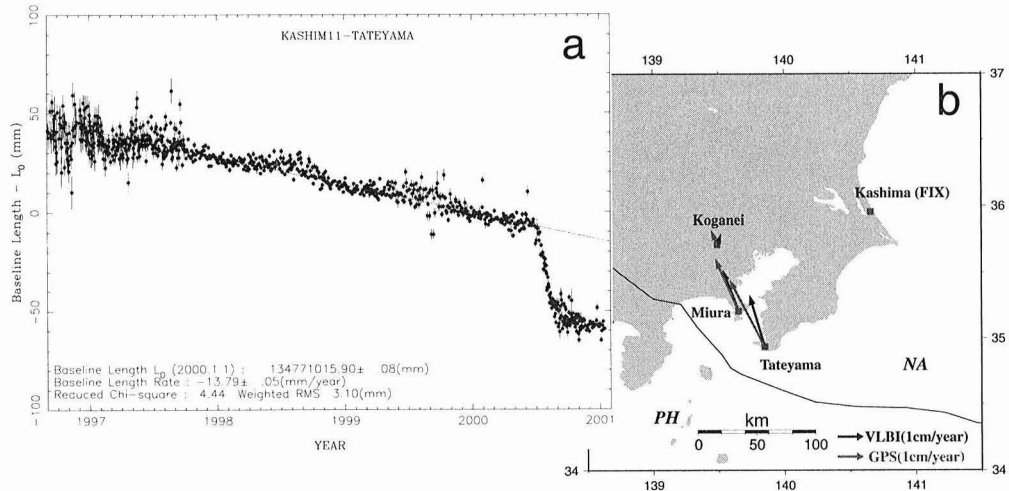 KASHIM11-TATEYAMA
a
100
50
0
-50
-100
Baseline Length - L0 (mm)
Baseline Length L0 (2000.1 1) : 134771015.90± .08(mm)
Baseline Length Rate : -13.79± .05(mm/year)
Reduced Chi-square : 4.44 Weighted RMS 3.10(mm)
1997
1998
1999
2000
2001
YEAR
139
140
141
b
37
36
35
34
Kashima (FIX)
Koganei
Miura
Tateyama
NA
PH
km
0 50 100
VLBI(1cm/year)
GPS(1cm/year)
34
139
140
141